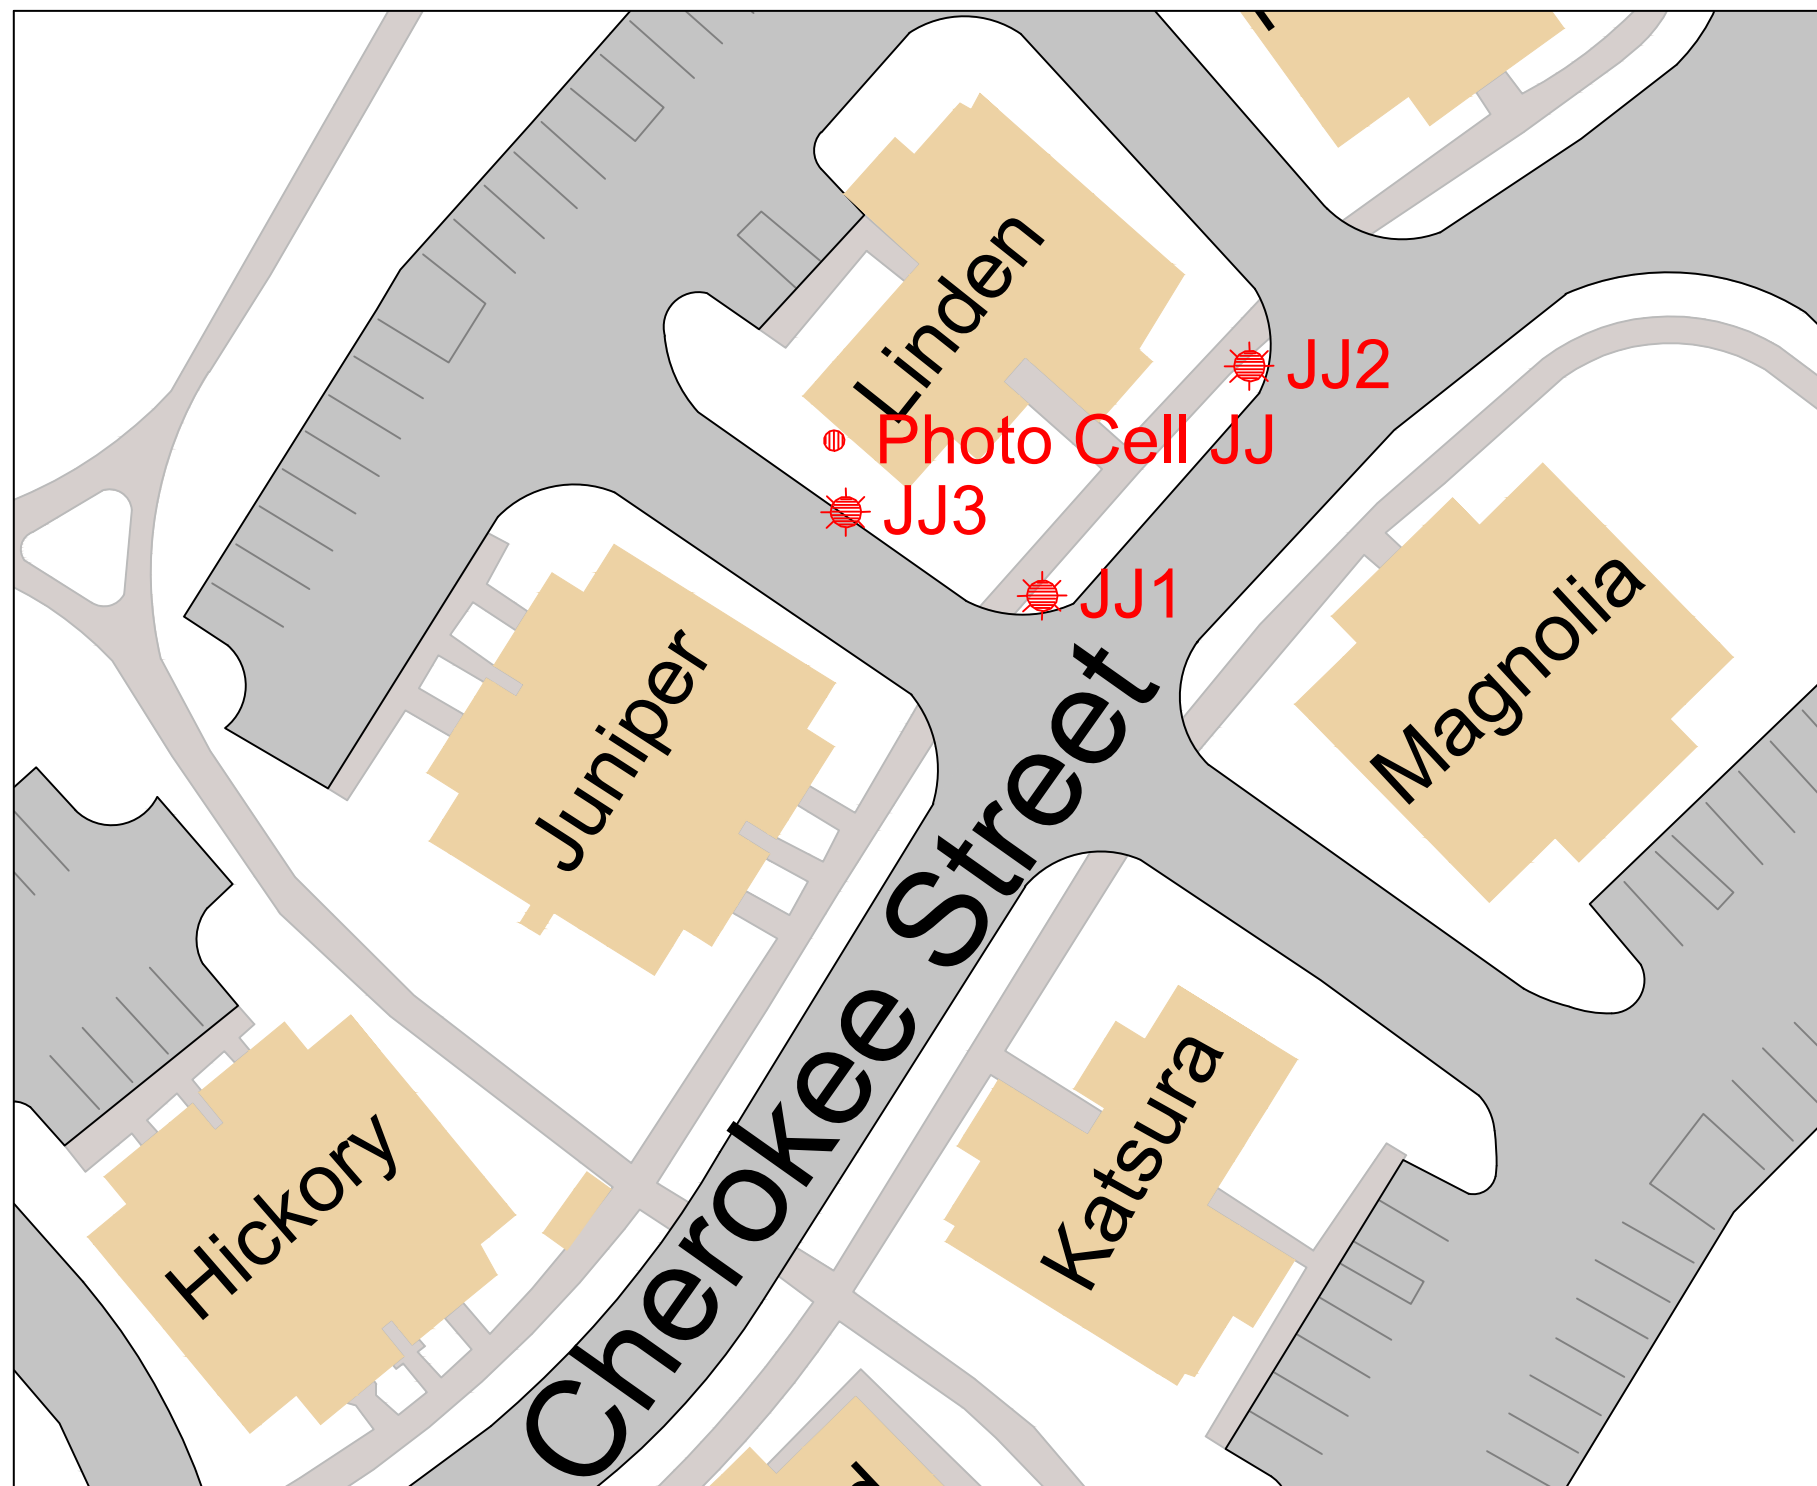 Linden
JJ2
Photo Cell JJ
JJ3
JJ1
Magnolia
Juniper
Cherokee Street
Katsura
Hickory